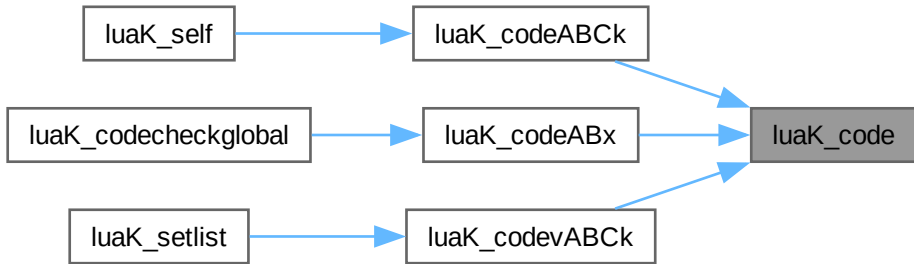 luaK_self
luaK_codeABCk
luaK_codecheckglobal
luaK_codeABx
luaK_code
luaK_setlist
luaK_codevABCk